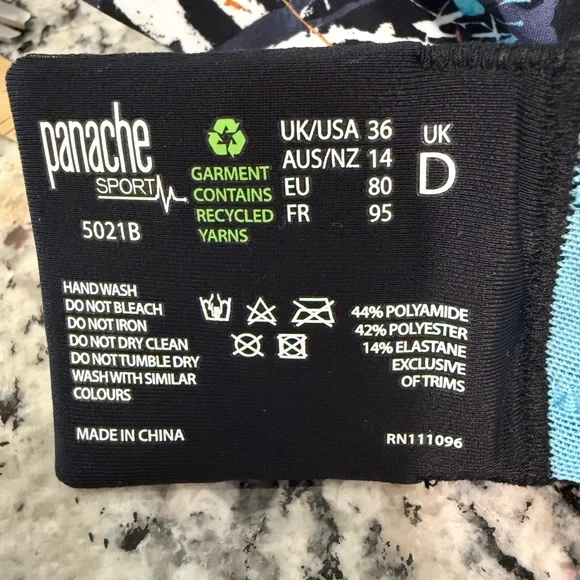 panache
SPORT
5021B
GARMENT
CONTAINS
RECYCLED
YARNS
UK/USA 36
AUS/NZ 14
EU 80
FR 95
UK
D
HAND WASH
DO NOT BLEACH
DO NOT IRON
DO NOT DRY CLEAN
DO NOT TUMBLE DRY
WASH WITH SIMILAR
COLOURS
44% POLYAMIDE
42% POLYESTER
14% ELASTANE
EXCLUSIVE
OF TRIMS
MADE IN CHINA
RN111096